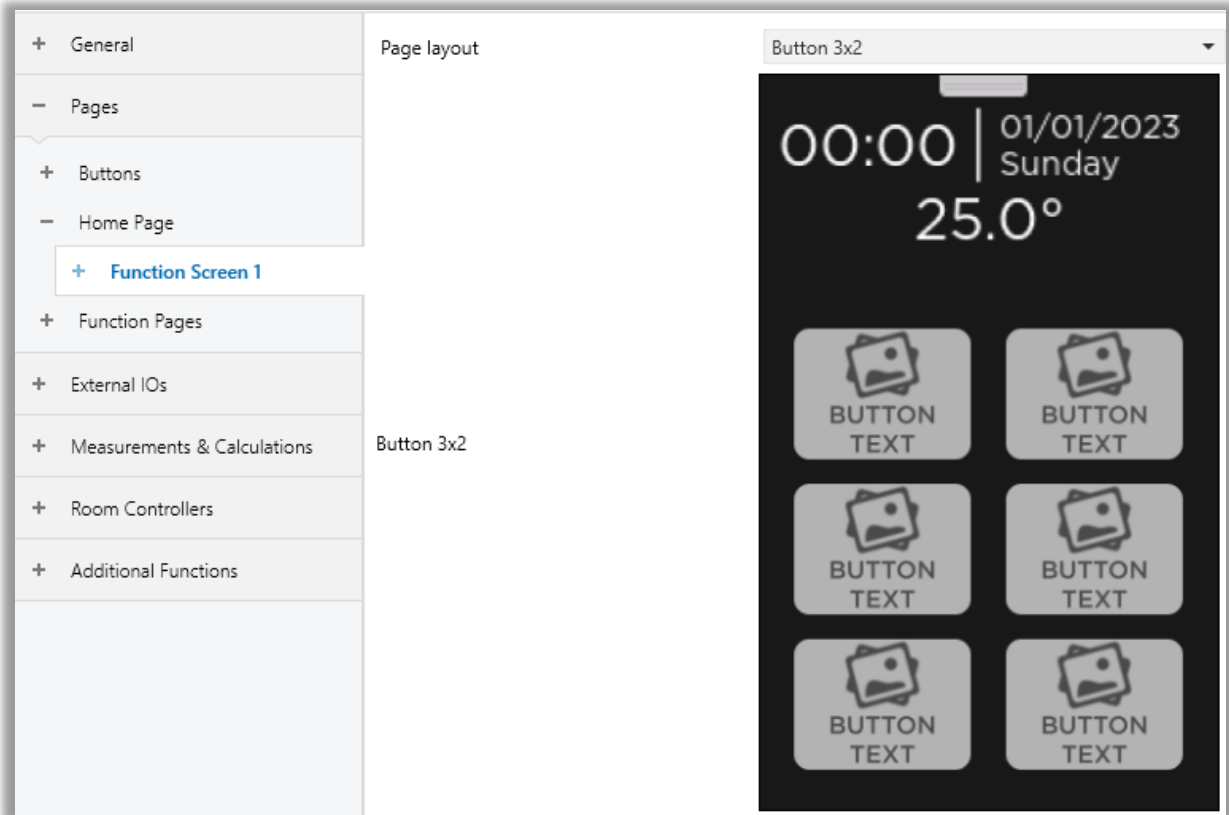 General
Pages
Buttons
Home Page
Function Screen 1
Function Pages
External IOs
Measurements & Calculations
Room Controllers
Additional Functions
Page layout
Button 3x2
Button 3x2
00:00
01/01/2023
Sunday
25.0°
BUTTON
TEXT
BUTTON
TEXT
BUTTON
TEXT
BUTTON
TEXT
BUTTON
TEXT
BUTTON
TEXT